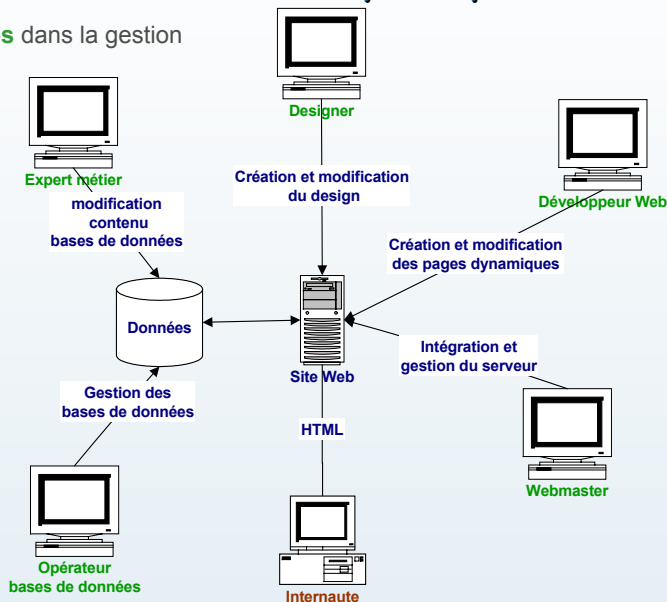 s dans la gestion
Designer
Expert métier
Création et modification
du design
Développeur Web
modification
contenu
bases de données
Création et modification
des pages dynamiques
Données
Intégration et
gestion du serveur
Site Web
Gestion des
bases de données
HTML
Webmaster
Opérateur
bases de données
Internaute